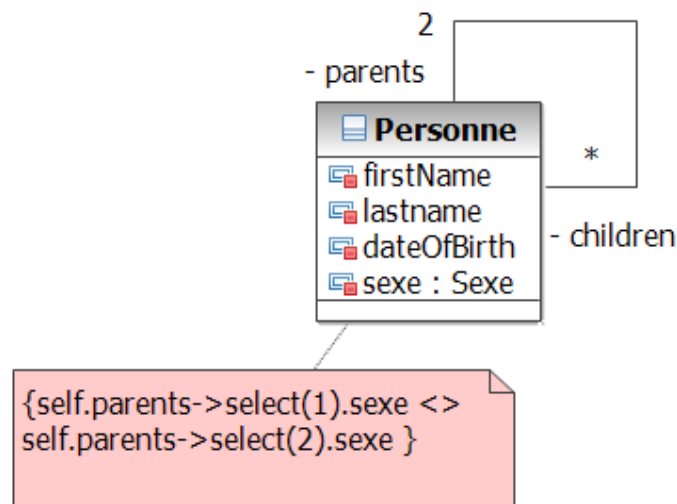 2
- parents
Personne
*
firstName
lastname
- children
dateOfBirth
sexe : Sexe
{self.parents->select(1).sexe <>
self.parents->select(2).sexe }